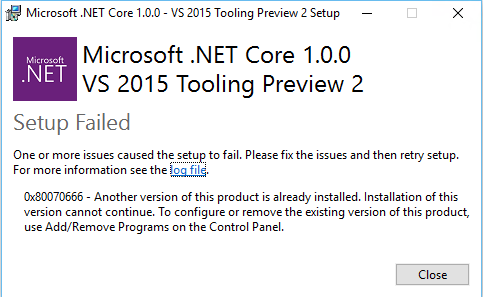 Microsoft .NET Core 1.0.0 - VS 2015 Tooling Preview 2 Setup
Microsoft
.NET
Microsoft .NET Core 1.0.0
VS 2015 Tooling Preview 2
Setup Failed
One or more issues caused the setup to fail. Please fix the issues and then retry setup.
For more information see the log file.
0x80070666 - Another version of this product is already installed. Installation of this
version cannot continue. To configure or remove the existing version of this product,
use Add/Remove Programs on the Control Panel.
Close